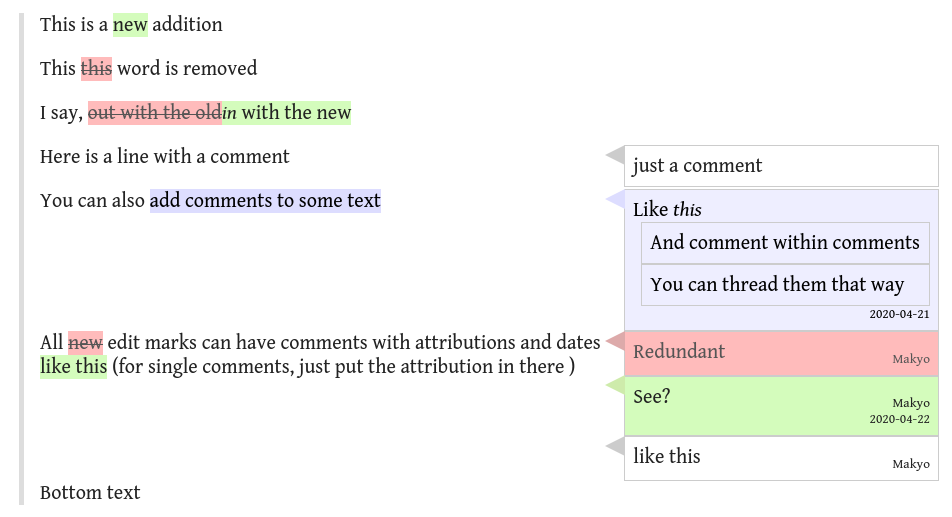 This is a new addition
This this word is removed
I say, out with the oldin with the new
Here is a line with a comment
just a comment
You can also add comments to some text
Like this
And comment within comments
You can thread them that way
2020-04-21
All new edit marks can have comments with attributions and dates
like this (for single comments, just put the attribution in there )
Redundant
Makyo
See?
Makyo
2020-04-22
like this
Makyo
Bottom text